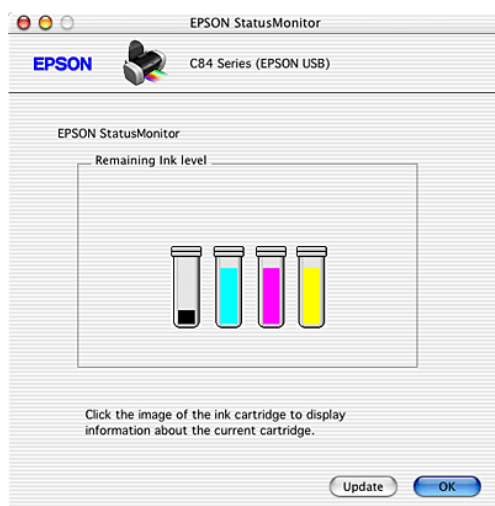 EPSON StatusMonitor
EPSON
C84 Series (EPSON USB)
EPSON StatusMonitor
Remaining Ink level
Click the image of the ink cartridge to display
information about the current cartridge.
Update
OK